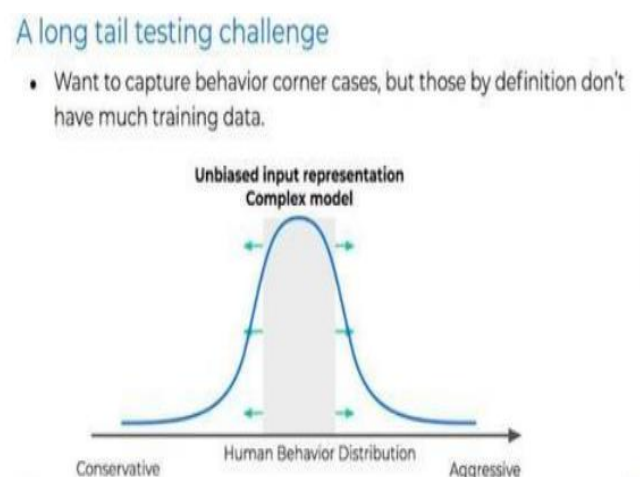 A long tail testing challenge
• Want to capture behavior corner cases, but those by definition don't
have much training data.
Unbiased input representation
Complex model
Human Behavior Distribution
Conservative
Aggressive